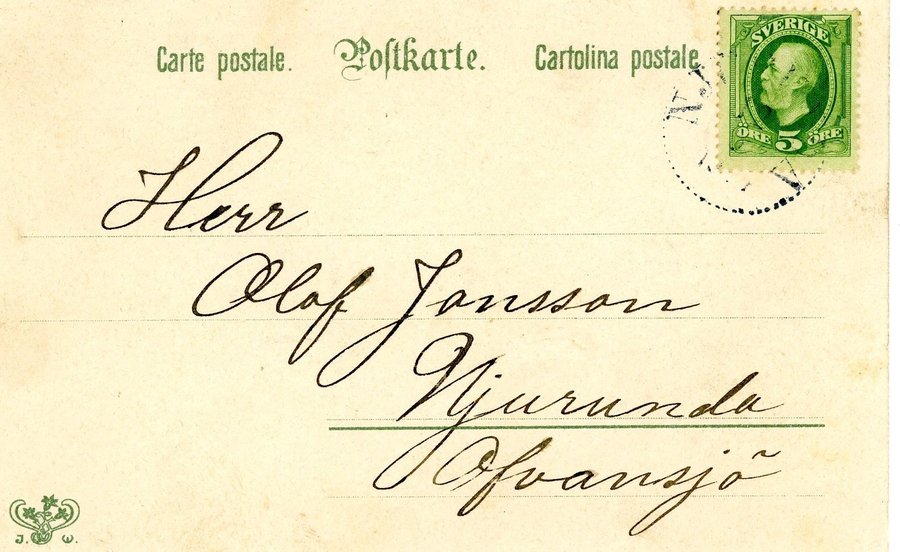 Carte postale. Postkarte. Cartolina postale.
SVERIGE
ÖRE 5 ÖRE
Herr
Olof Jonsson
Njurunda
Ofvansjö
J. W.